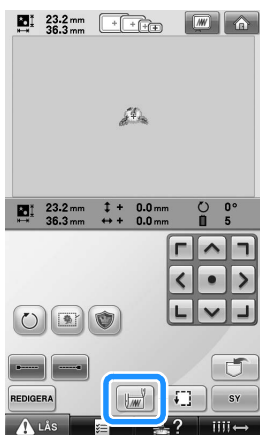 23.2 mm
36.3 mm
23.2 mm ↕ + 0.0 mm 0°
36.3 mm ↔ + 0.0 mm 5
REDIGERA
SY
LÅS
?